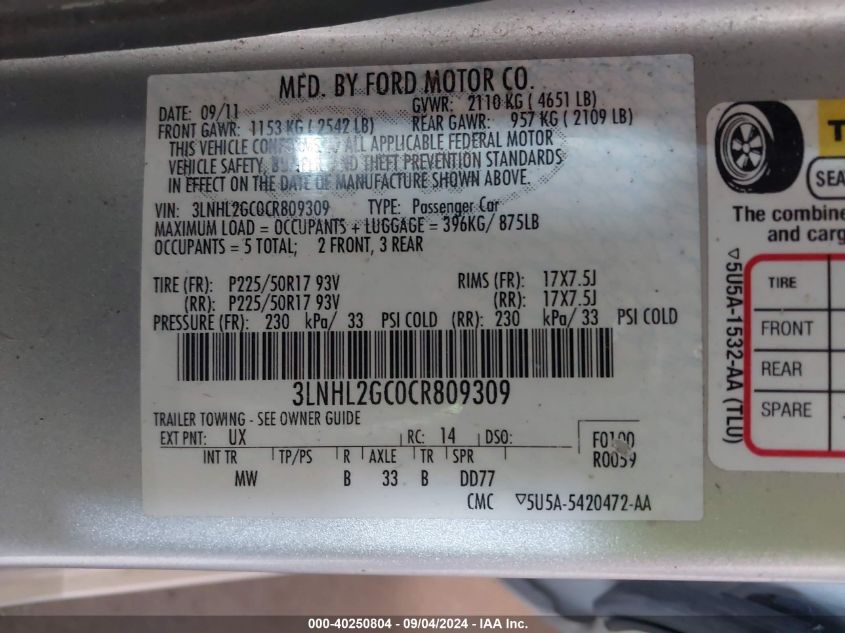 MFD. BY FORD MOTOR CO.
DATE: 09/11
GVWR: 2110 KG ( 4651 LB)
FRONT GAWR: 1153 KG ( 2542 LB)
REAR GAWR: 957 KG ( 2109 LB)
THIS VEHICLE ALL APPLICABLE FEDERAL MOTOR
VEHICLE SAFETY, AND THEFT PREVENTION STANDARDS
IN EFFECT ON THE DATE OF MANUFACTURE SHOWN ABOVE.
VIN: 3LNHL2GC0CR809309 TYPE: Passenger Car
MAXIMUM LOAD = OCCUPANTS + LUGGAGE = 396KG/ 875LB
OCCUPANTS = 5 TOTAL; 2 FRONT, 3 REAR
TIRE (FR): P225/50R17 93V RIMS (FR): 17X7.5J
(RR): P225/50R17 93V (RR): 17X7.5J
PRESSURE (FR): 230 kPa/ 33 PSI COLD (RR): 230 kPa/ 33 PSI COLD
3LNHL2GC0CR809309
TRAILER TOWING - SEE OWNER GUIDE
EXT PNT: UX RC: 14 DSO:
F0100
R0059
INT TR TP/PS R AXLE TR SPR
MW B 33 B DD77
CMC ▽5U5A-5420472-AA
T
SEA
The combine
and carg
▽5U5A-1532-AA (TLU)
TIRE
FRONT
REAR
SPARE
000-40250804 - 09/04/2024 - IAA Inc.